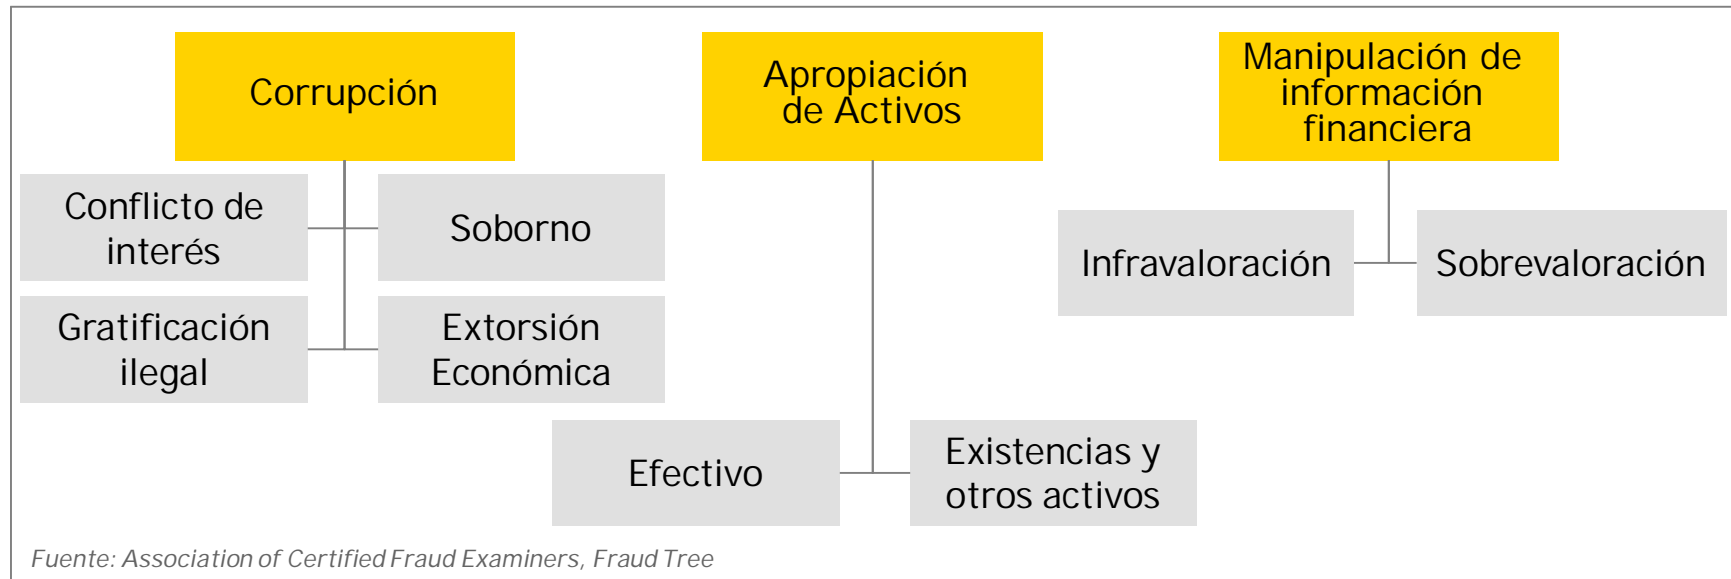 Corrupción
Apropiación
de Activos
Manipulación de
información
financiera
Conflicto de
interés
Soborno
Gratificación
ilegal
Extorsión
Económica
Efectivo
Existencias y
otros activos
Infravaloración
Sobrevaloración
Fuente: Association of Certified Fraud Examiners, Fraud Tree